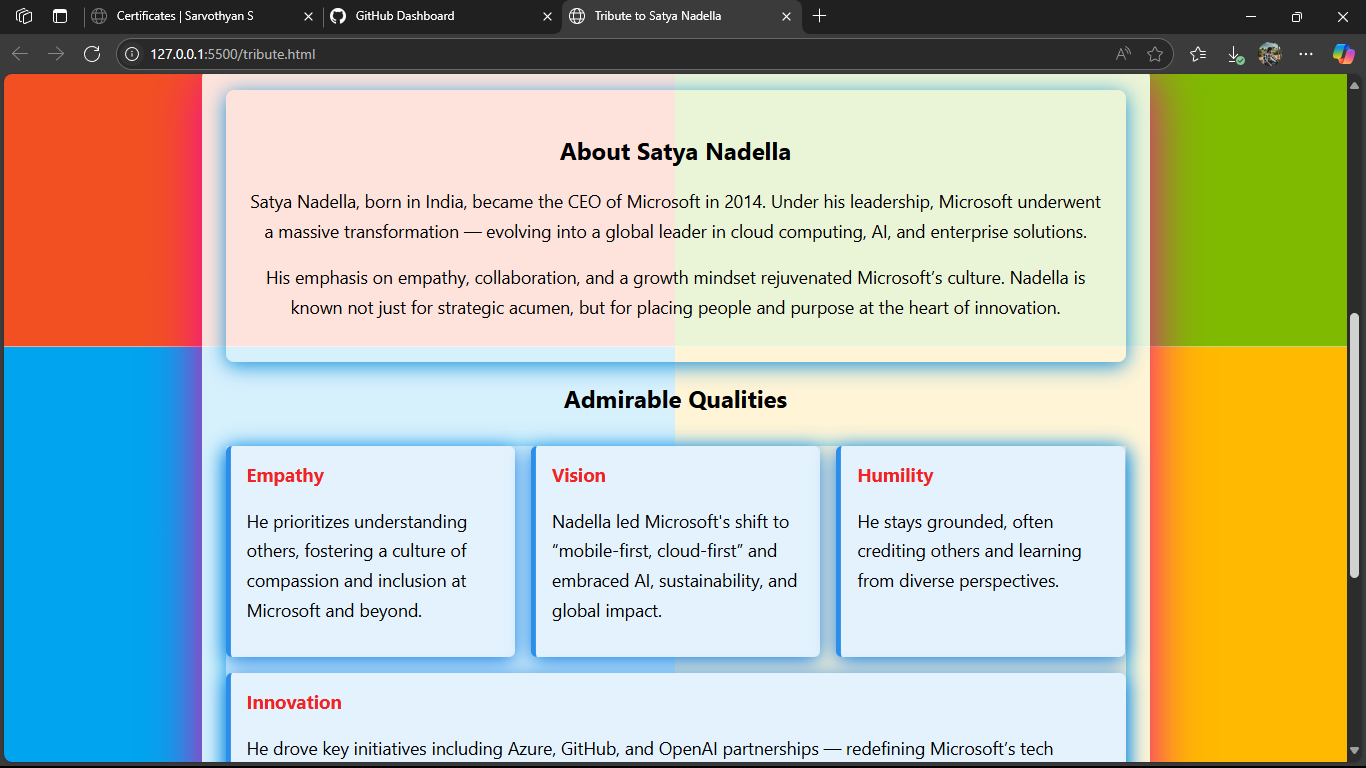 Certificates | Sarvothyan S
GitHub Dashboard
Tribute to Satya Nadella
127.0.0.1:5500/tribute.html
About Satya Nadella
Satya Nadella, born in India, became the CEO of Microsoft in 2014. Under his leadership, Microsoft underwent
a massive transformation — evolving into a global leader in cloud computing, AI, and enterprise solutions.
His emphasis on empathy, collaboration, and a growth mindset rejuvenated Microsoft’s culture. Nadella is
known not just for strategic acumen, but for placing people and purpose at the heart of innovation.
Admirable Qualities
Empathy
He prioritizes understanding
others, fostering a culture of
compassion and inclusion at
Microsoft and beyond.
Vision
Nadella led Microsoft's shift to
“mobile-first, cloud-first” and
embraced AI, sustainability, and
global impact.
Humility
He stays grounded, often
crediting others and learning
from diverse perspectives.
Innovation
He drove key initiatives including Azure, GitHub, and OpenAI partnerships — redefining Microsoft’s tech